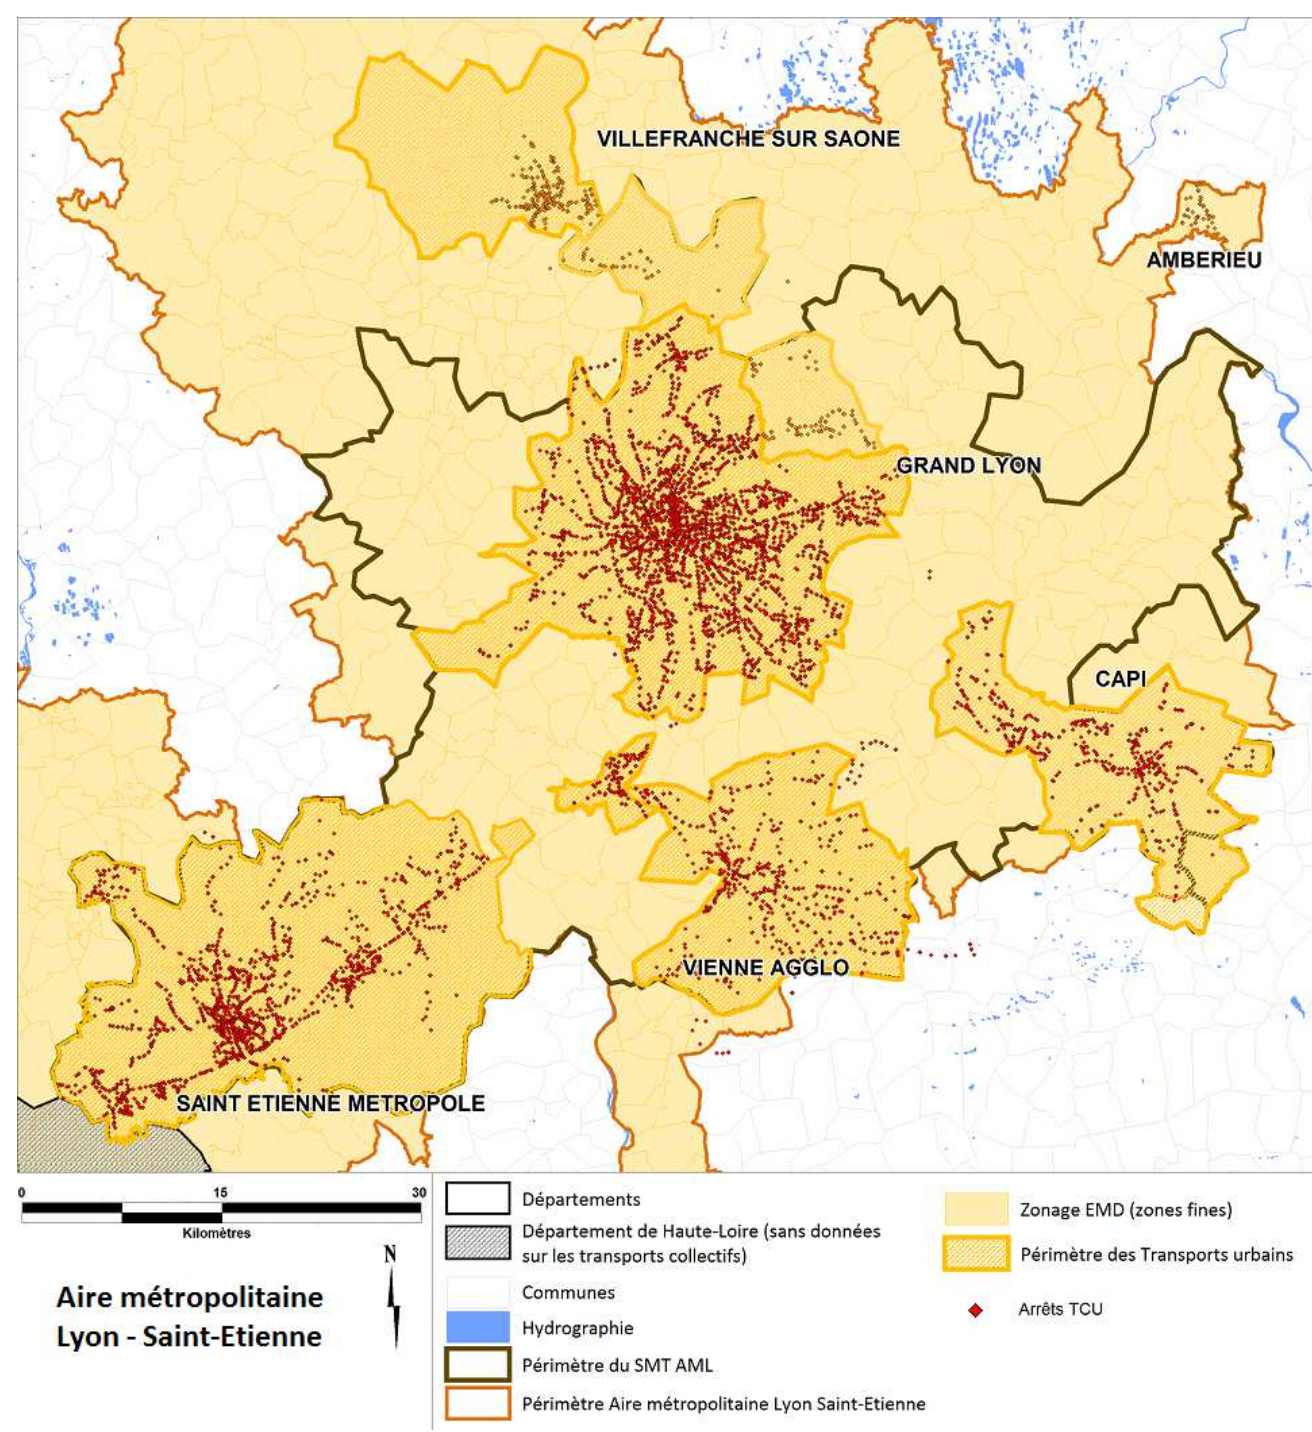 VILLEFRANCHE SUR SAONE
AMBERIEU
GRAND LYON
CAPI
VIENNE AGGLO
SAINT ETIENNE METROPOLE
0 15 30
Kilomètres
N
Aire métropolitaine
Lyon - Saint-Etienne
Départements
Département de Haute-Loire (sans données
sur les transports collectifs)
Communes
Hydrographie
Périmètre du SMT AML
Périmètre Aire métropolitaine Lyon Saint-Etienne
Zonage EMD (zones fines)
Périmètre des Transports urbains
Arrêts TCU